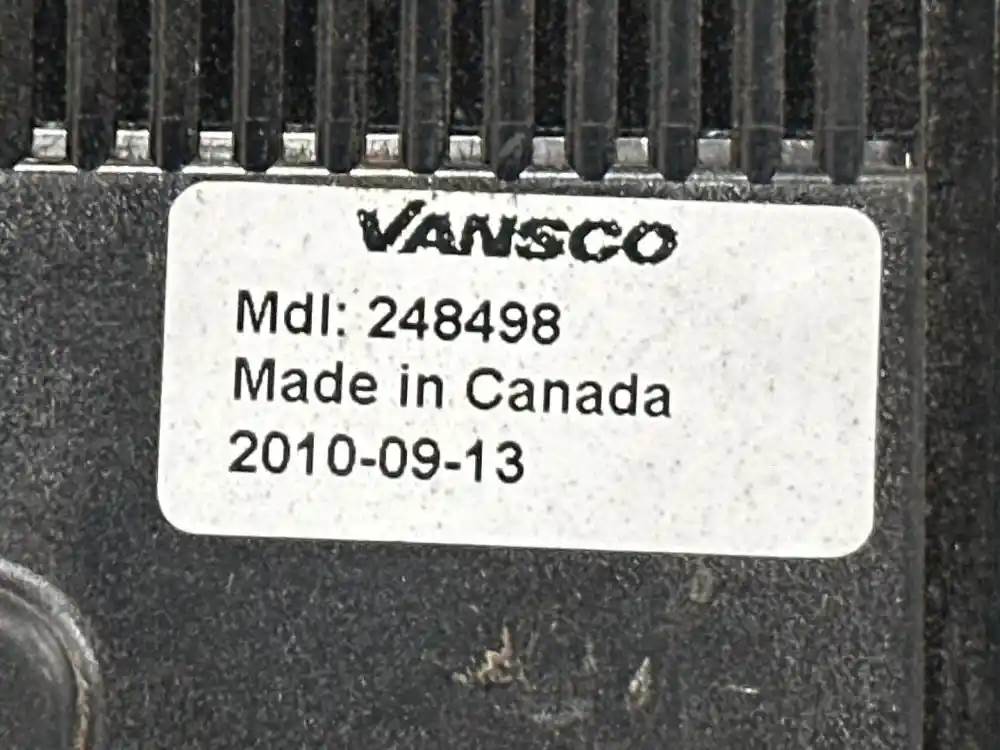 VANSCO
Mdl: 248498
Made in Canada
2010-09-13